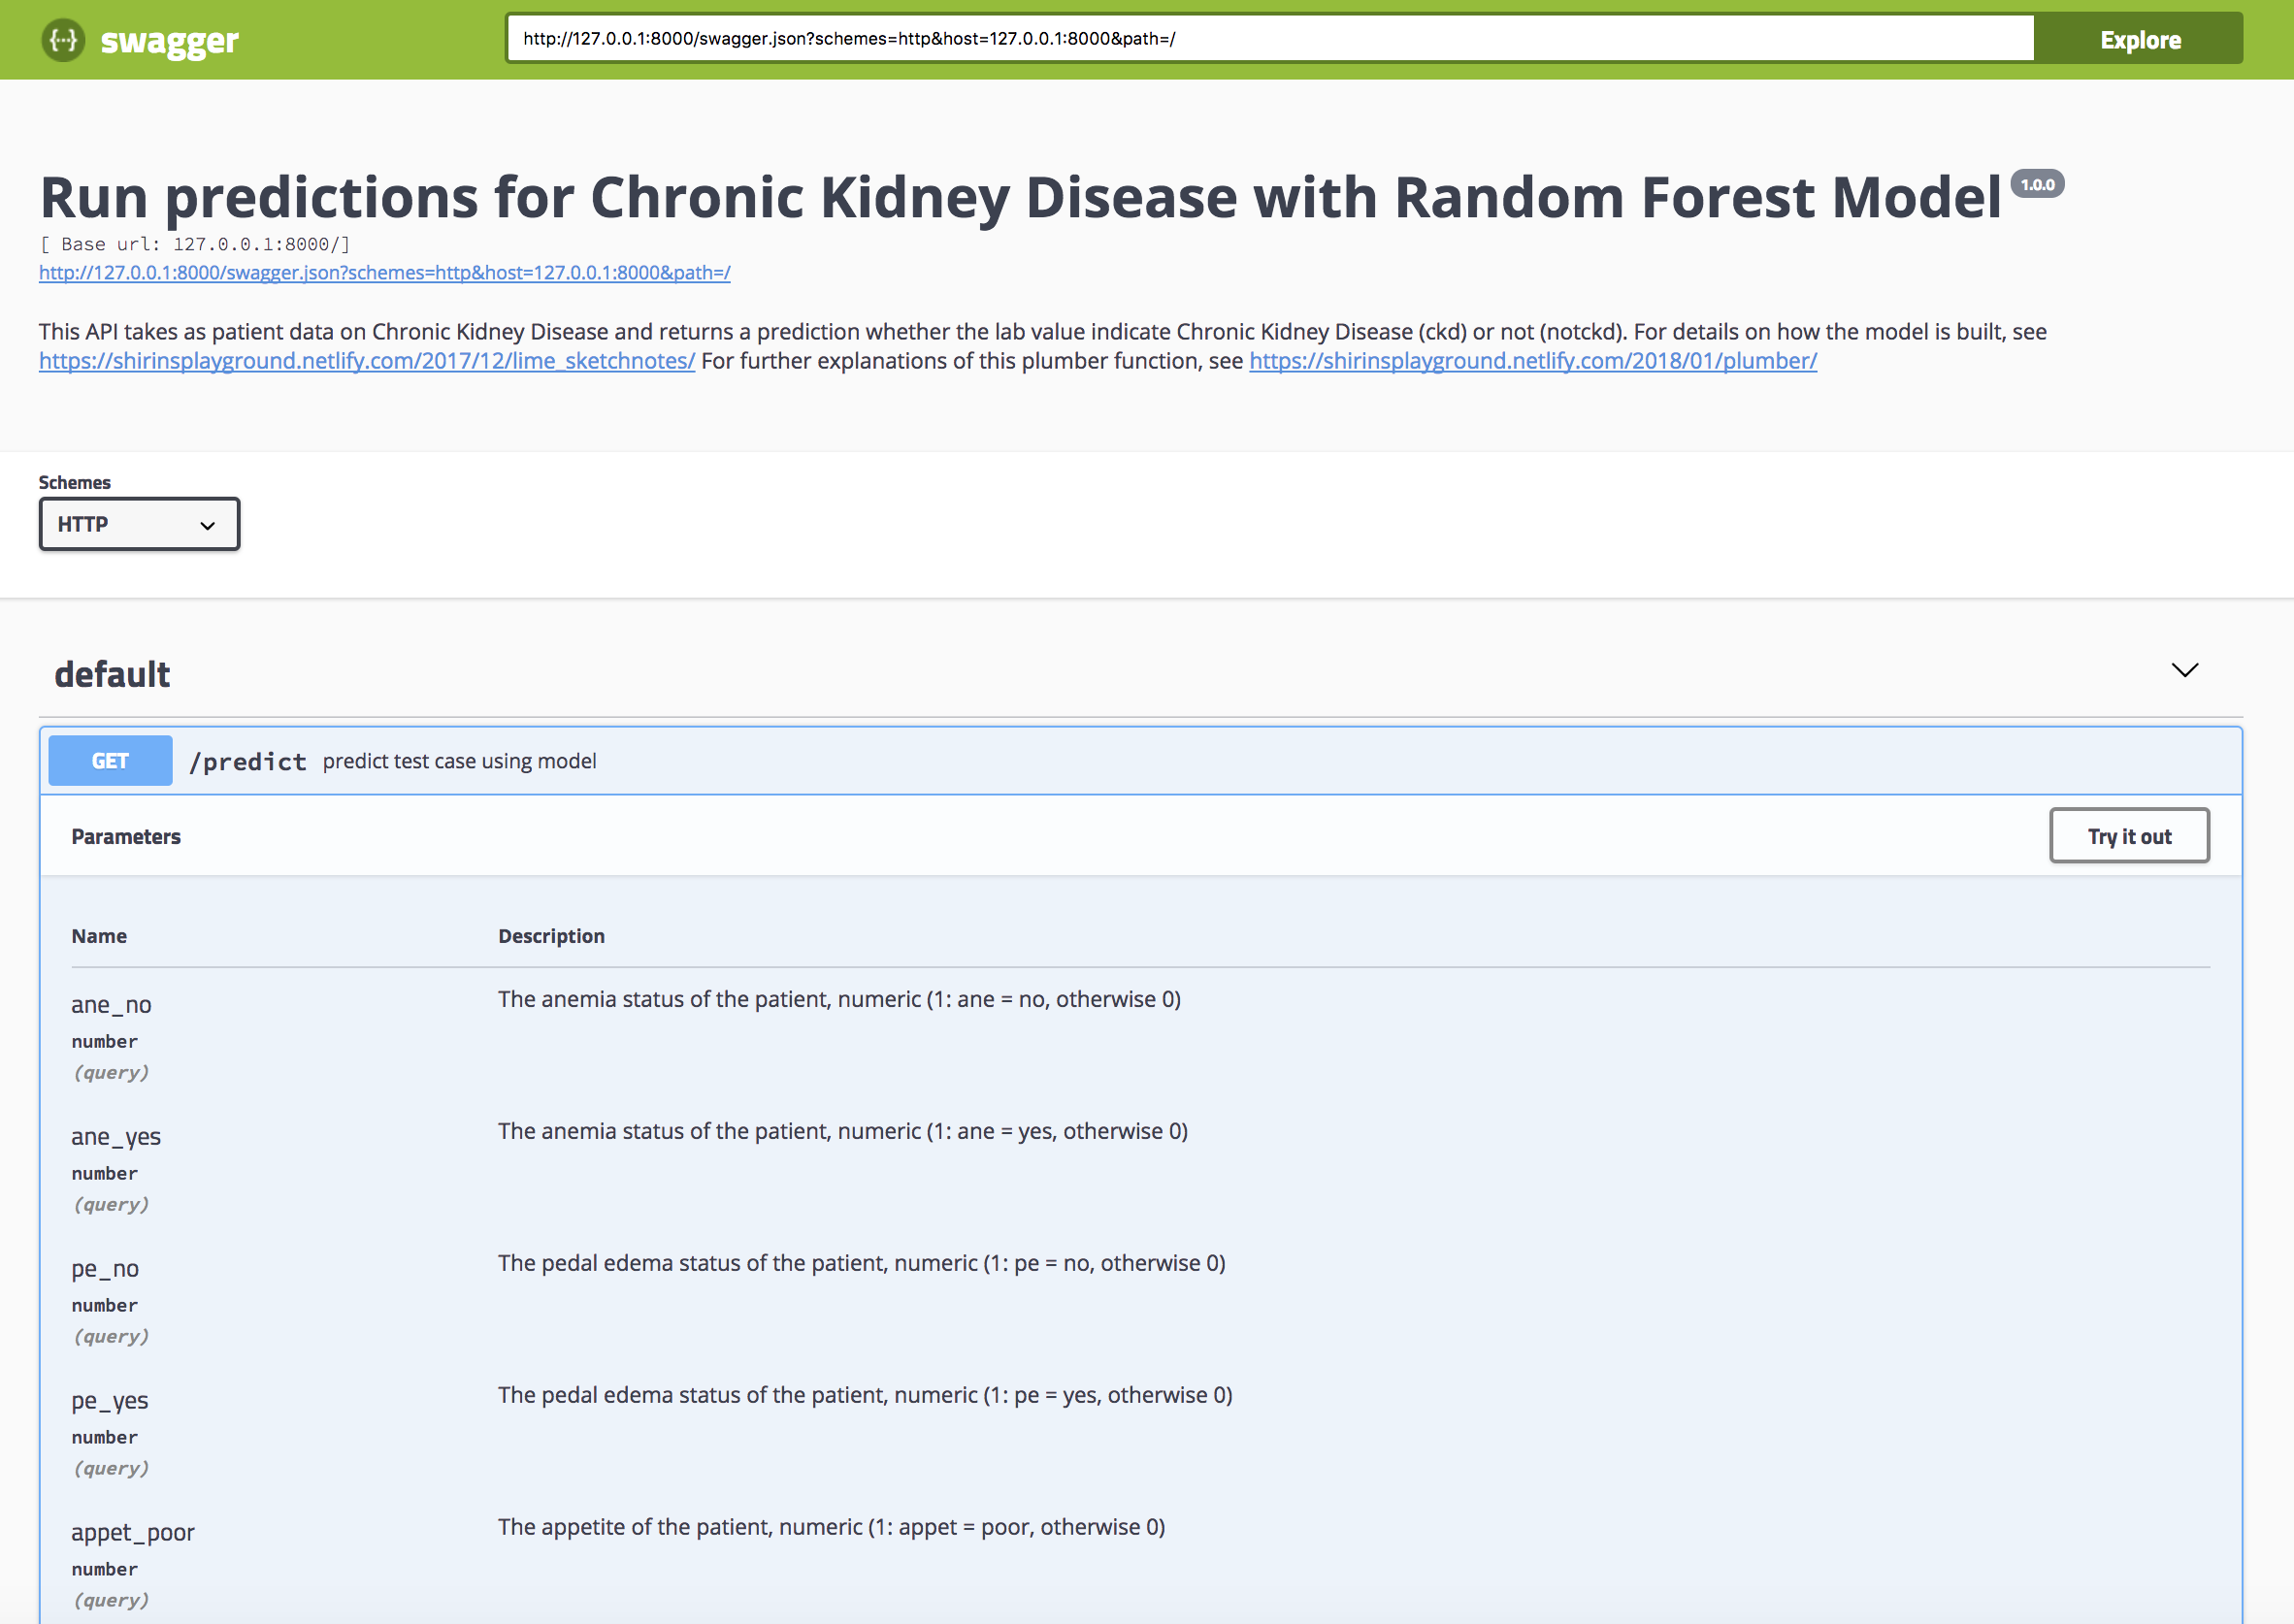 swagger
http://127.0.0.1:8000/swagger.json?schemes=http&host=127.0.0.1:8000&path=/
Explore
Run predictions for Chronic Kidney Disease with Random Forest Model 1.0.0
[ Base url: 127.0.0.1:8000/]
http://127.0.0.1:8000/swagger.json?schemes=http&host=127.0.0.1:8000&path=/
This API takes as patient data on Chronic Kidney Disease and returns a prediction whether the lab value indicate Chronic Kidney Disease (ckd) or not (notckd). For details on how the model is built, see
https://shirinsplayground.netlify.com/2017/12/lime_sketchnotes/ For further explanations of this plumber function, see https://shirinsplayground.netlify.com/2018/01/plumber/
Schemes
HTTP
default
GET /predict predict test case using model
Parameters
Try it out
Name Description
ane_no The anemia status of the patient, numeric (1: ane = no, otherwise 0)
number
(query)
ane_yes The anemia status of the patient, numeric (1: ane = yes, otherwise 0)
number
(query)
pe_no The pedal edema status of the patient, numeric (1: pe = no, otherwise 0)
number
(query)
pe_yes The pedal edema status of the patient, numeric (1: pe = yes, otherwise 0)
number
(query)
appet_poor The appetite of the patient, numeric (1: appet = poor, otherwise 0)
number
(query)